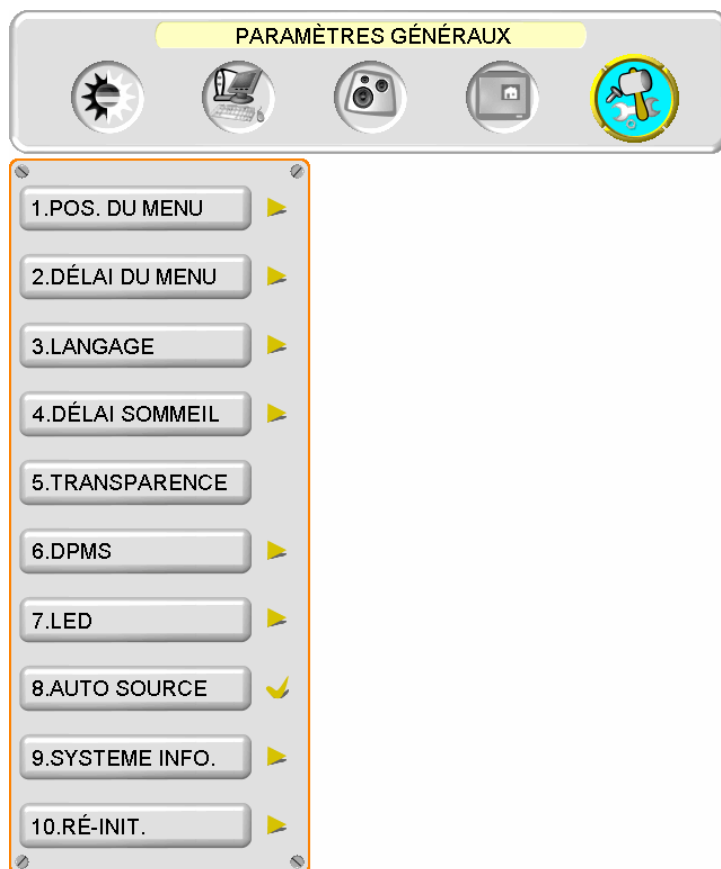 PARAMÈTRES GÉNÉRAUX
1.POS. DU MENU
2.DÉLAI DU MENU
3.LANGAGE
4.DÉLAI SOMMEIL
5.TRANSPARENCE
6.DPMS
7.LED
8.AUTO SOURCE
9.SYSTEME INFO.
10.RÉ-INIT.